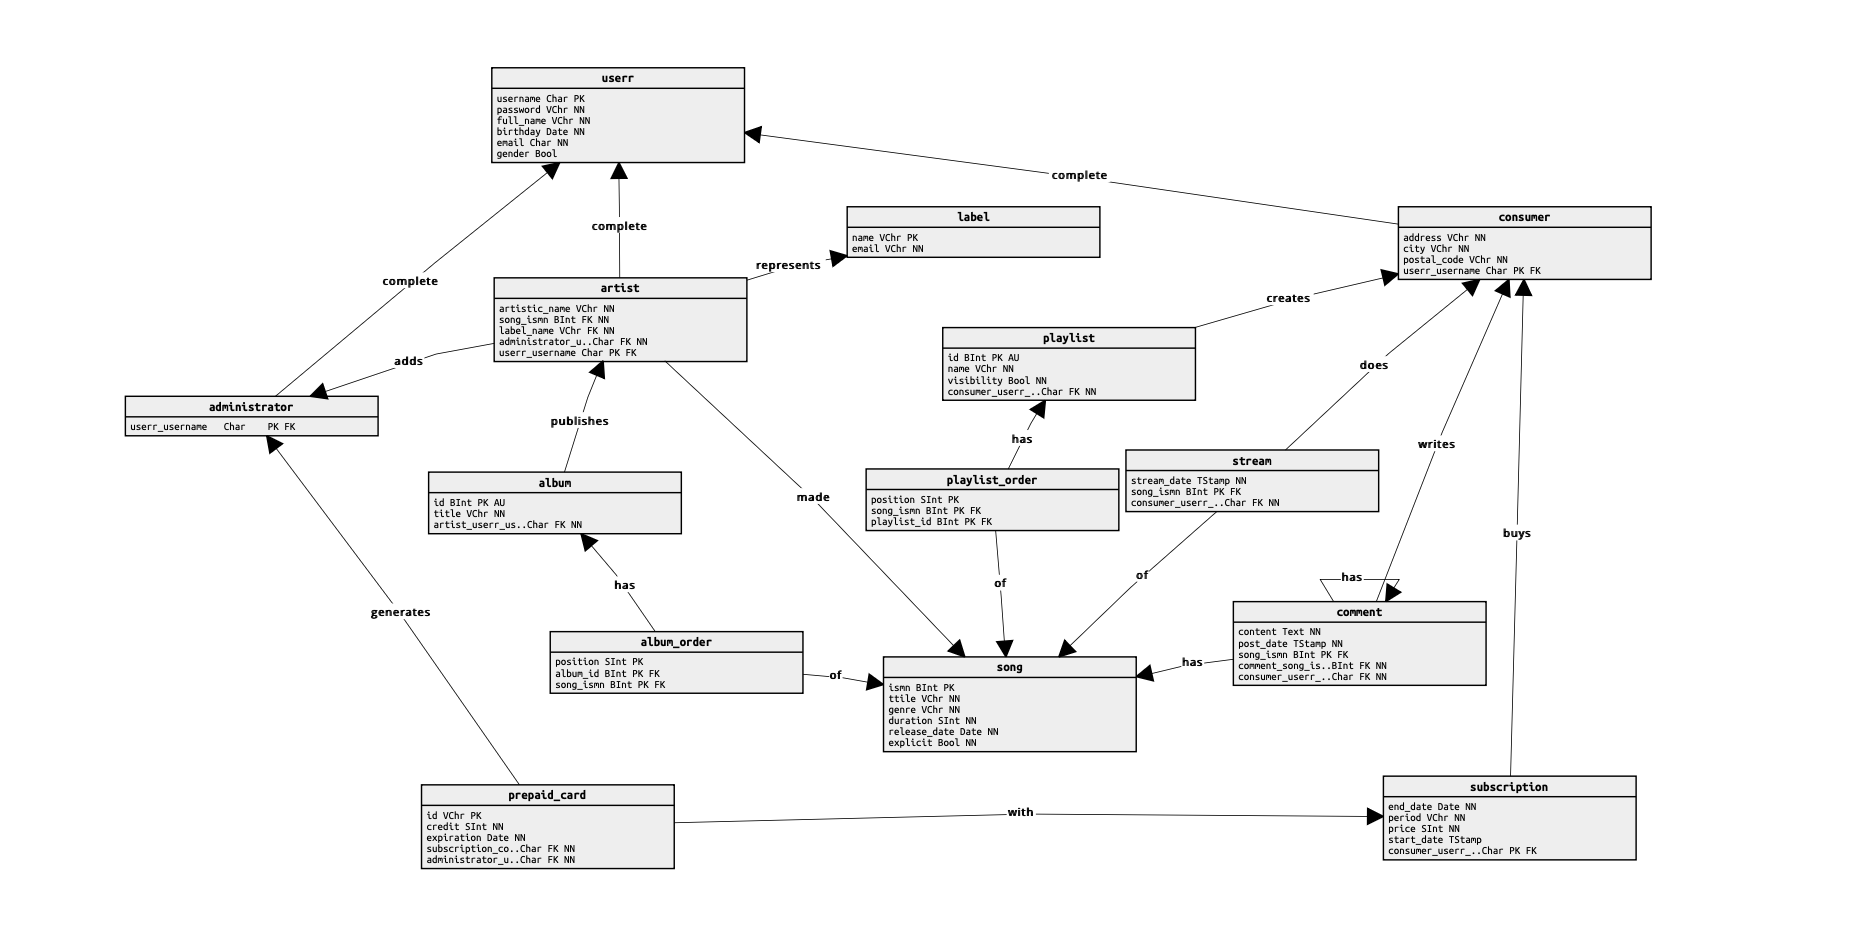 userr
username Char PK
password VChr NN
full_name VChr NN
birthday Date NN
email Char NN
gender Bool
complete
complete
complete
label
name VChr PK
email VChr NN
consumer
address VChr NN
city VChr NN
postal_code VChr NN
userr_username Char PK FK
represents
artist
artistic_name VChr NN
song_ismn BInt FK NN
label_name VChr FK NN
administrator_u..Char FK NN
userr_username Char PK FK
creates
adds
playlist
id BInt PK AU
name VChr NN
visibility Bool NN
consumer_userr_..Char FK NN
does
administrator
userr_username Char PK FK
publishes
has
writes
album
id BInt PK AU
title VChr NN
artist_userr_us..Char FK NN
made
playlist_order
position SInt PK
song_ismn BInt PK FK
playlist_id BInt PK FK
stream
stream_date TStamp NN
song_ismn BInt PK FK
consumer_userr_..Char FK NN
buys
has
of
of
has
generates
album_order
position SInt PK
album_id BInt PK FK
song_ismn BInt PK FK
of
song
ismn BInt PK
ttile VChr NN
genre VChr NN
duration SInt NN
release_date Date NN
explicit Bool NN
has
comment
content Text NN
post_date TStamp NN
song_ismn BInt PK FK
comment_song_is..BInt FK NN
consumer_userr_..Char FK NN
prepaid_card
id VChr PK
credit SInt NN
expiration Date NN
subscription_co..Char FK NN
administrator_u..Char FK NN
with
subscription
end_date Date NN
period VChr NN
price SInt NN
start_date TStamp
consumer_userr_..Char PK FK